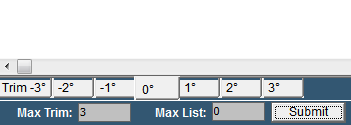 Trim -3° -2° -1° 0° 1° 2° 3°
Max Trim: 3 Max List: 0 Submit